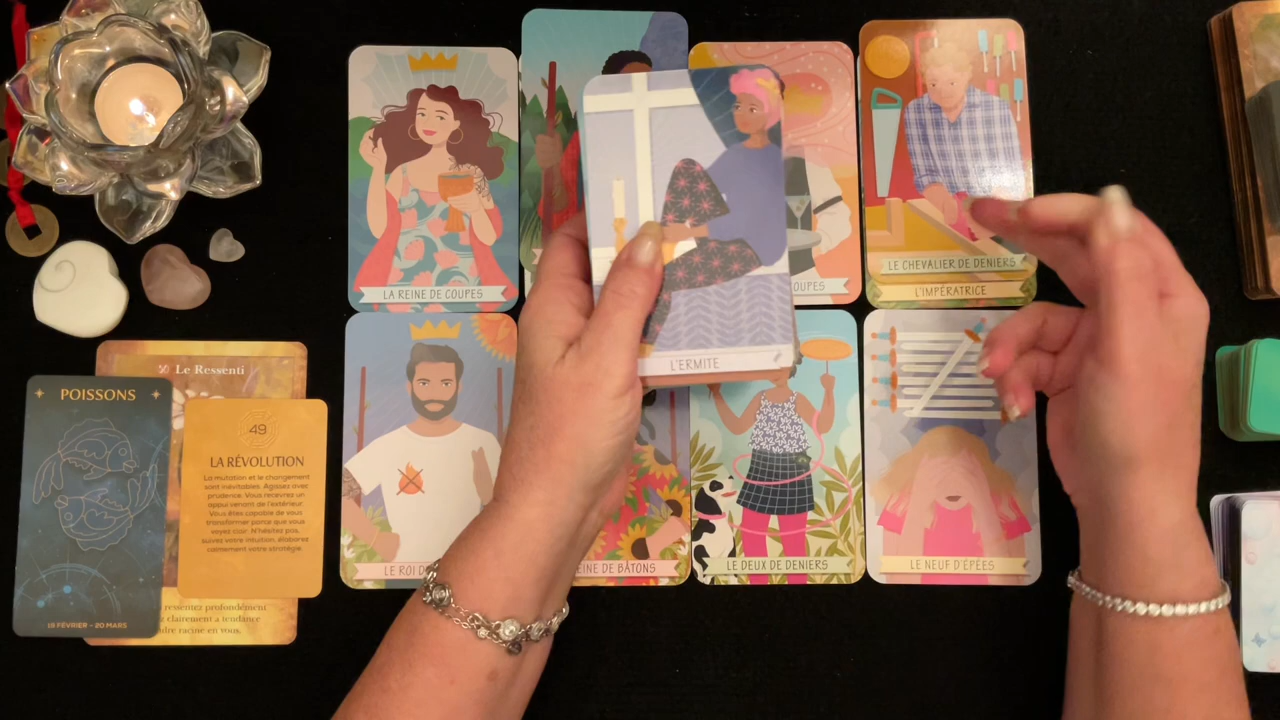 LA REINE DE COUPES
L'ERMITE
OUPES
LE CHEVALIER DE DENIERS
L'IMPÉRATRICE
LE ROI D
EINE DE BÂTONS
LE DEUX DE DENIERS
LE NEUF D'ÉPÉES
Le Ressenti
POISSONS
19 FÉVRIER - 20 MARS
49
LA RÉVOLUTION
La mutation et le changement
sont inévitables. Agissez avec
prudence. Vous recevrez un
appui venant de l'extérieur.
Vous êtes capable de vous
transformer parce que vous
voyez clair. N'hésitez pas,
suivez votre intuition, élaborez
calmement votre stratégie.
ressentez profondément
clairement a tendance
dre racine en vous.